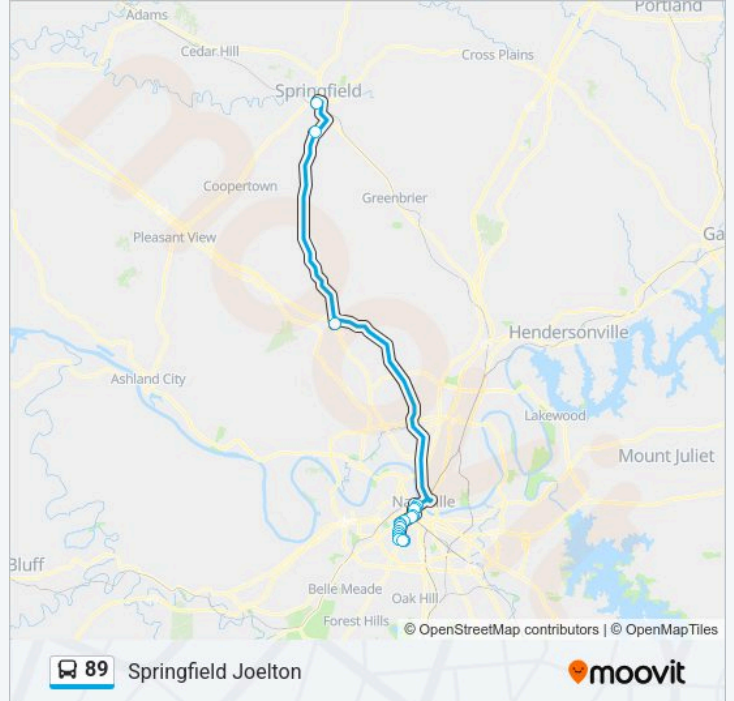 Portland
Adams
Cedar Hill
Cross Plains
Springfield
Coopertown
Greenbrier
Pleasant View
Ga
Hendersonville
Ashland City
Lakewood
Mount Juliet
Bluff
Belle Meade
Oak Hill
Forest Hills
© OpenStreetMap contributors | © OpenMapTiles
89 Springfield Joelton
moovit